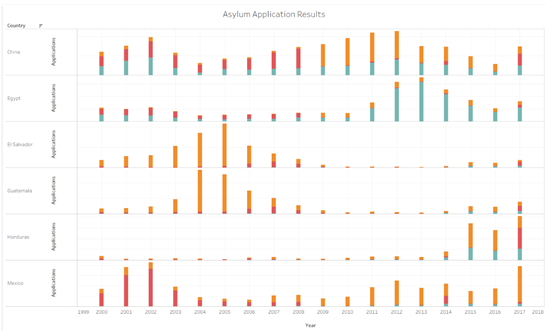 Asylum Application Results
Country
China
Applications
Egypt
Applications
El Salvador
Applications
Guatemala
Applications
Honduras
Applications
Mexico
Applications
1999 2000 2001 2002 2003 2004 2005 2006 2007 2008 2009 2010 2011 2012 2013 2014 2015 2016 2017 2018
Year